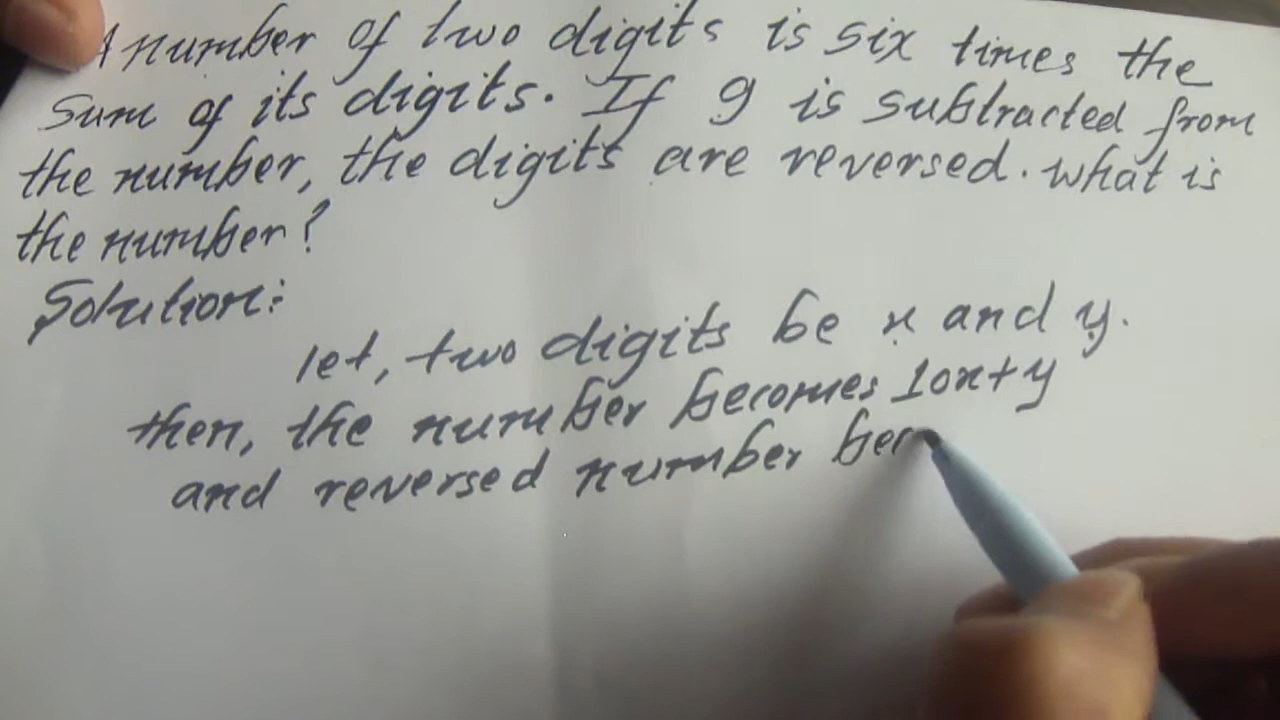 A number of two digits is six times the
sum of its digits. If 9 is subtracted from
the number, the digits are reversed. what is
the number?
Solution:
let, two digits be x and y.
then, the number becomes 10x+y
and reversed number bec